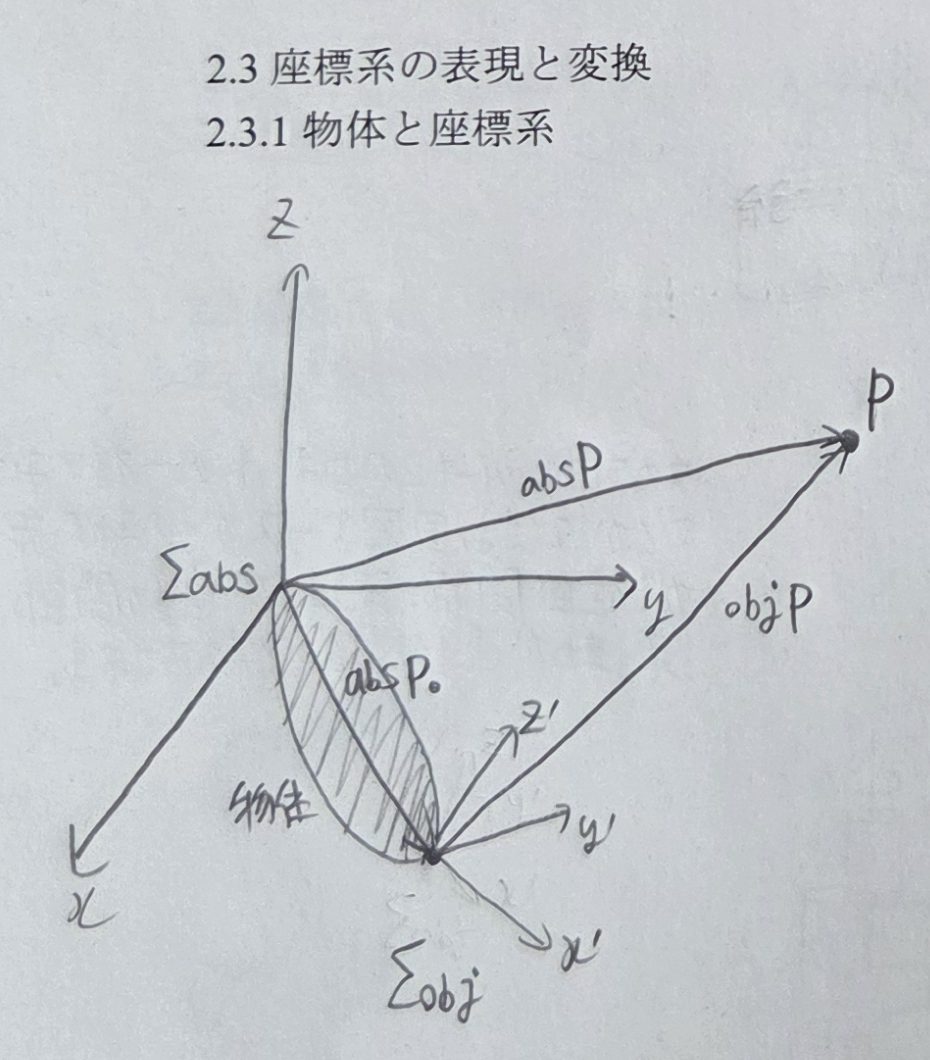 2.3 座標系の表現と変換
2.3.1 物体と座標系
z
P
absP
Σabs
y
objP
absP₀
z'
物体
y'
x
x'
Σobj